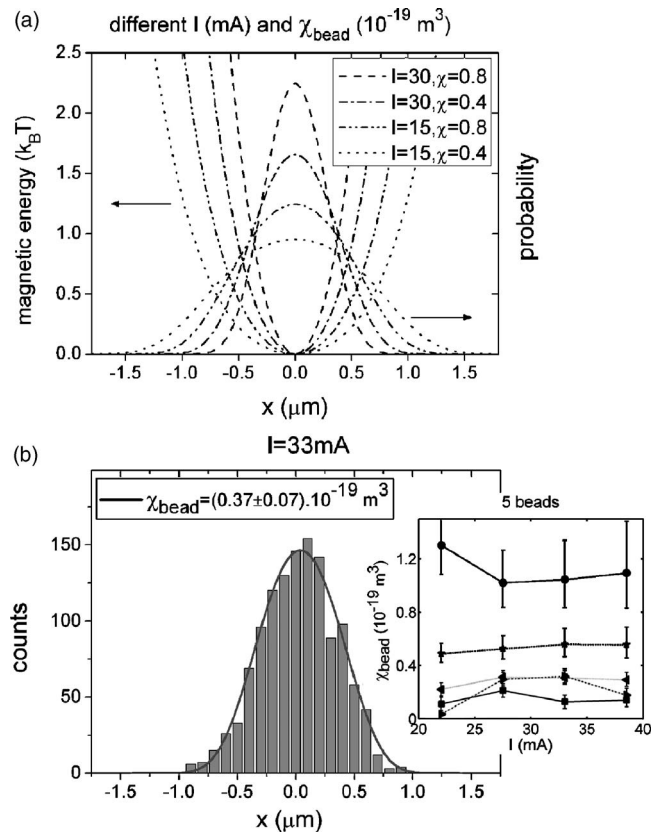 (a)
different I (mA) and χbead (10⁻¹⁹ m³)
2.5
2.0
1.5
1.0
0.5
0.0
magnetic energy (kBT)
I=30,χ=0.8
I=30,χ=0.4
I=15,χ=0.8
I=15,χ=0.4
probability
-1.5 -1.0 -0.5 0.0 0.5 1.0 1.5
x (μm)
(b)
I=33mA
χbead=(0.37±0.07).10⁻¹⁹ m³
150
100
50
0
counts
-1.5 -1.0 -0.5 0.0 0.5 1.0 1.5
x (μm)
5 beads
1.2
0.8
0.4
0
χbead (10⁻¹⁹ m³)
20 25 30 35 40
I (mA)